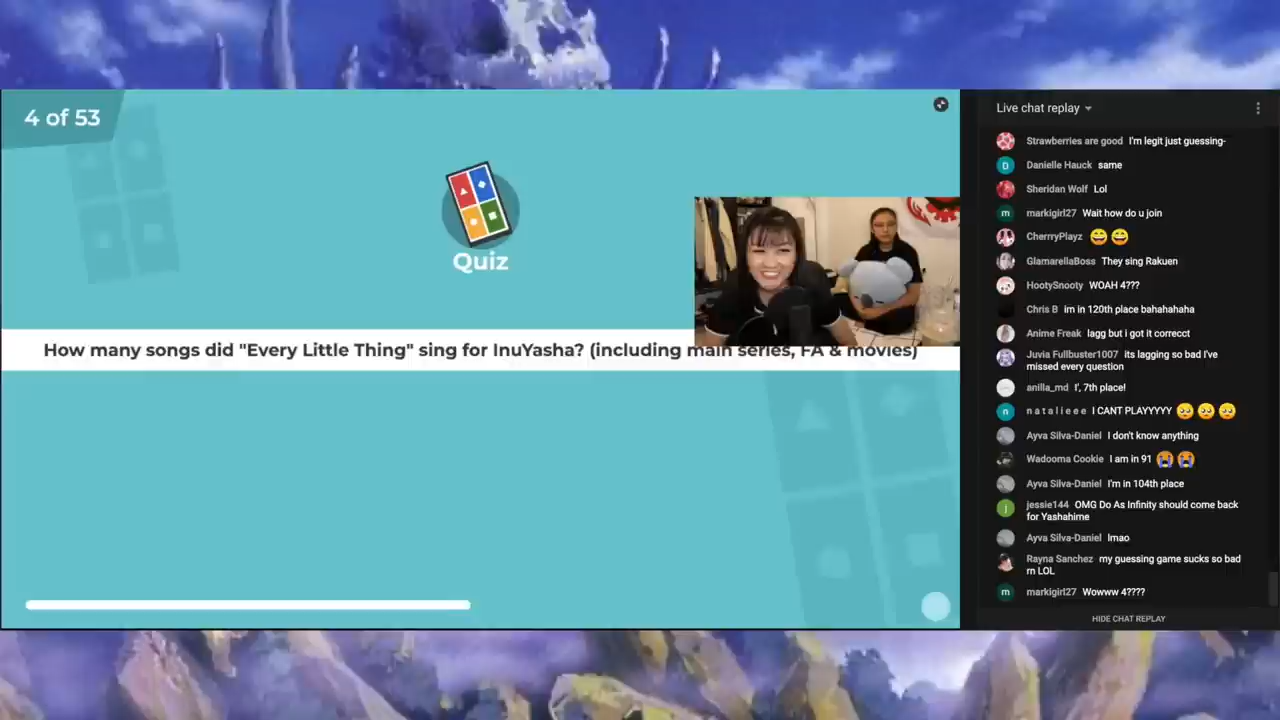 4 of 53
Quiz
How many songs did "Every Little Thing" sing for InuYasha? (including main series, FA & movies)
Live chat replay
Strawberries are good I'm legit just guessing-
Danielle Hauck same
D
Sheridan Wolf Lol
m
markigirl27 Wait how do u join
CherrryPlayz
GlamarellaBoss They sing Rakuen
HootySnooty WOAH 4???
Chris B im in 120th place bahahahaha
Anime Freak lagg but i got it correcct
Juvia Fullbuster1007 its lagging so bad I've
missed every question
anilla_md I', 7th place!
n
n a t a l i e e e I CANT PLAYYYYY
Ayva Silva-Daniel I don't know anything
Wadooma Cookie I am in 91
Ayva Silva-Daniel I'm in 104th place
j
jessie144 OMG Do As Infinity should come back
for Yashahime
Ayva Silva-Daniel lmao
Rayna Sanchez my guessing game sucks so bad
rn LOL
m
markigirl27 Wowww 4????
HIDE CHAT REPLAY